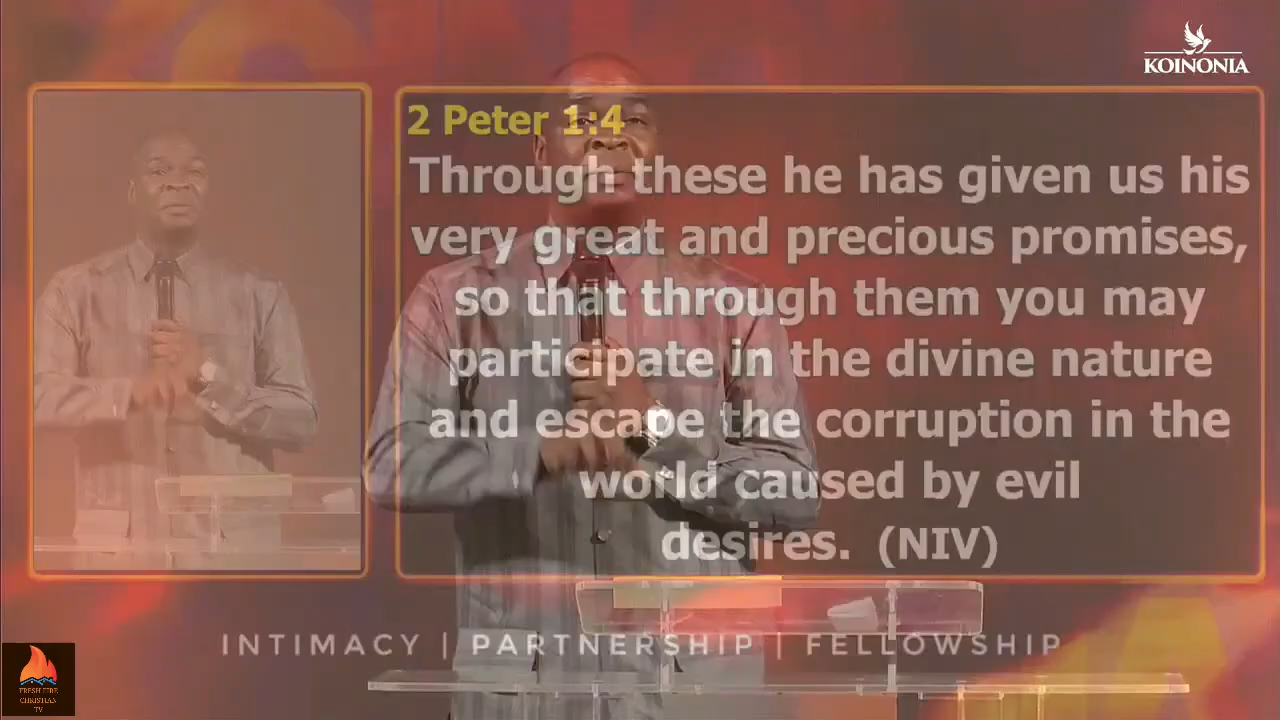 KOINONIA
2 Peter 1:4
Through these he has given us his
very great and precious promises,
so that through them you may
participate in the divine nature
and escape the corruption in the
world caused by evil
desires. (NIV)
INTIMACY | PARTNERSHIP | FELLOWSHIP
FRESH FIRE
CHRISTIAN
TV